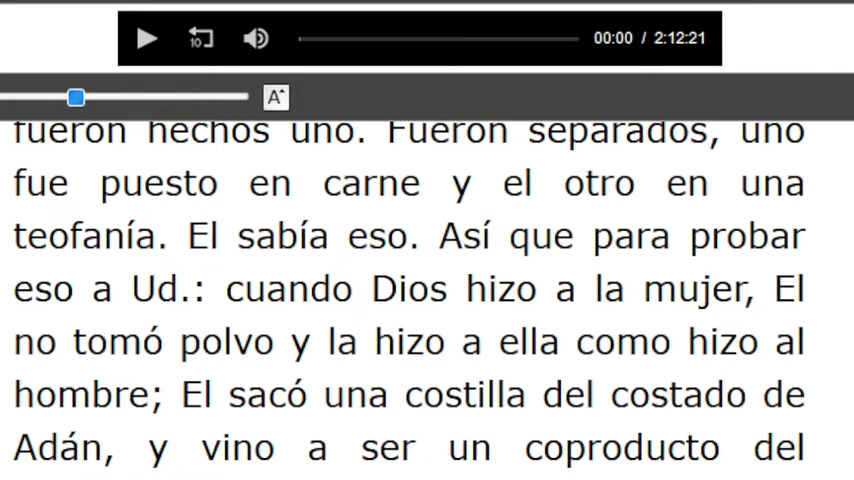 10 00:00 / 2:12:21
A
fueron hechos uno. Fueron separados, uno
fue puesto en carne y el otro en una
teofanía. El sabía eso. Así que para probar
eso a Ud.: cuando Dios hizo a la mujer, El
no tomó polvo y la hizo a ella como hizo al
hombre; El sacó una costilla del costado de
Adán, y vino a ser un coproducto del